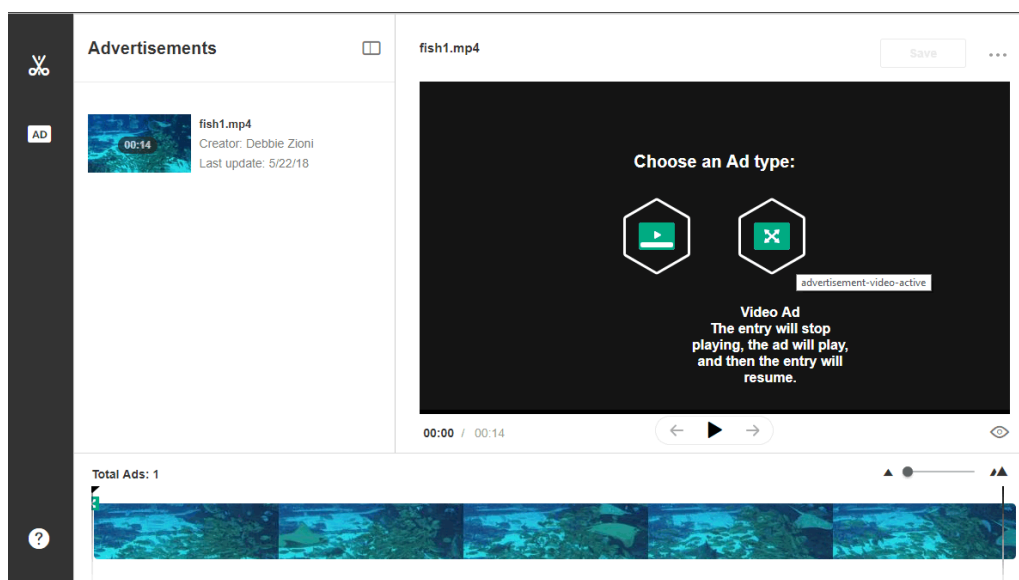 Advertisements
fish1.mp4
Save
...
AD
00:14
fish1.mp4
Creator: Debbie Zioni
Last update: 5/22/18
Choose an Ad type:
advertisement-video-active
Video Ad
The entry will stop
playing, the ad will play,
and then the entry will
resume.
00:00 / 00:14
Total Ads: 1
?